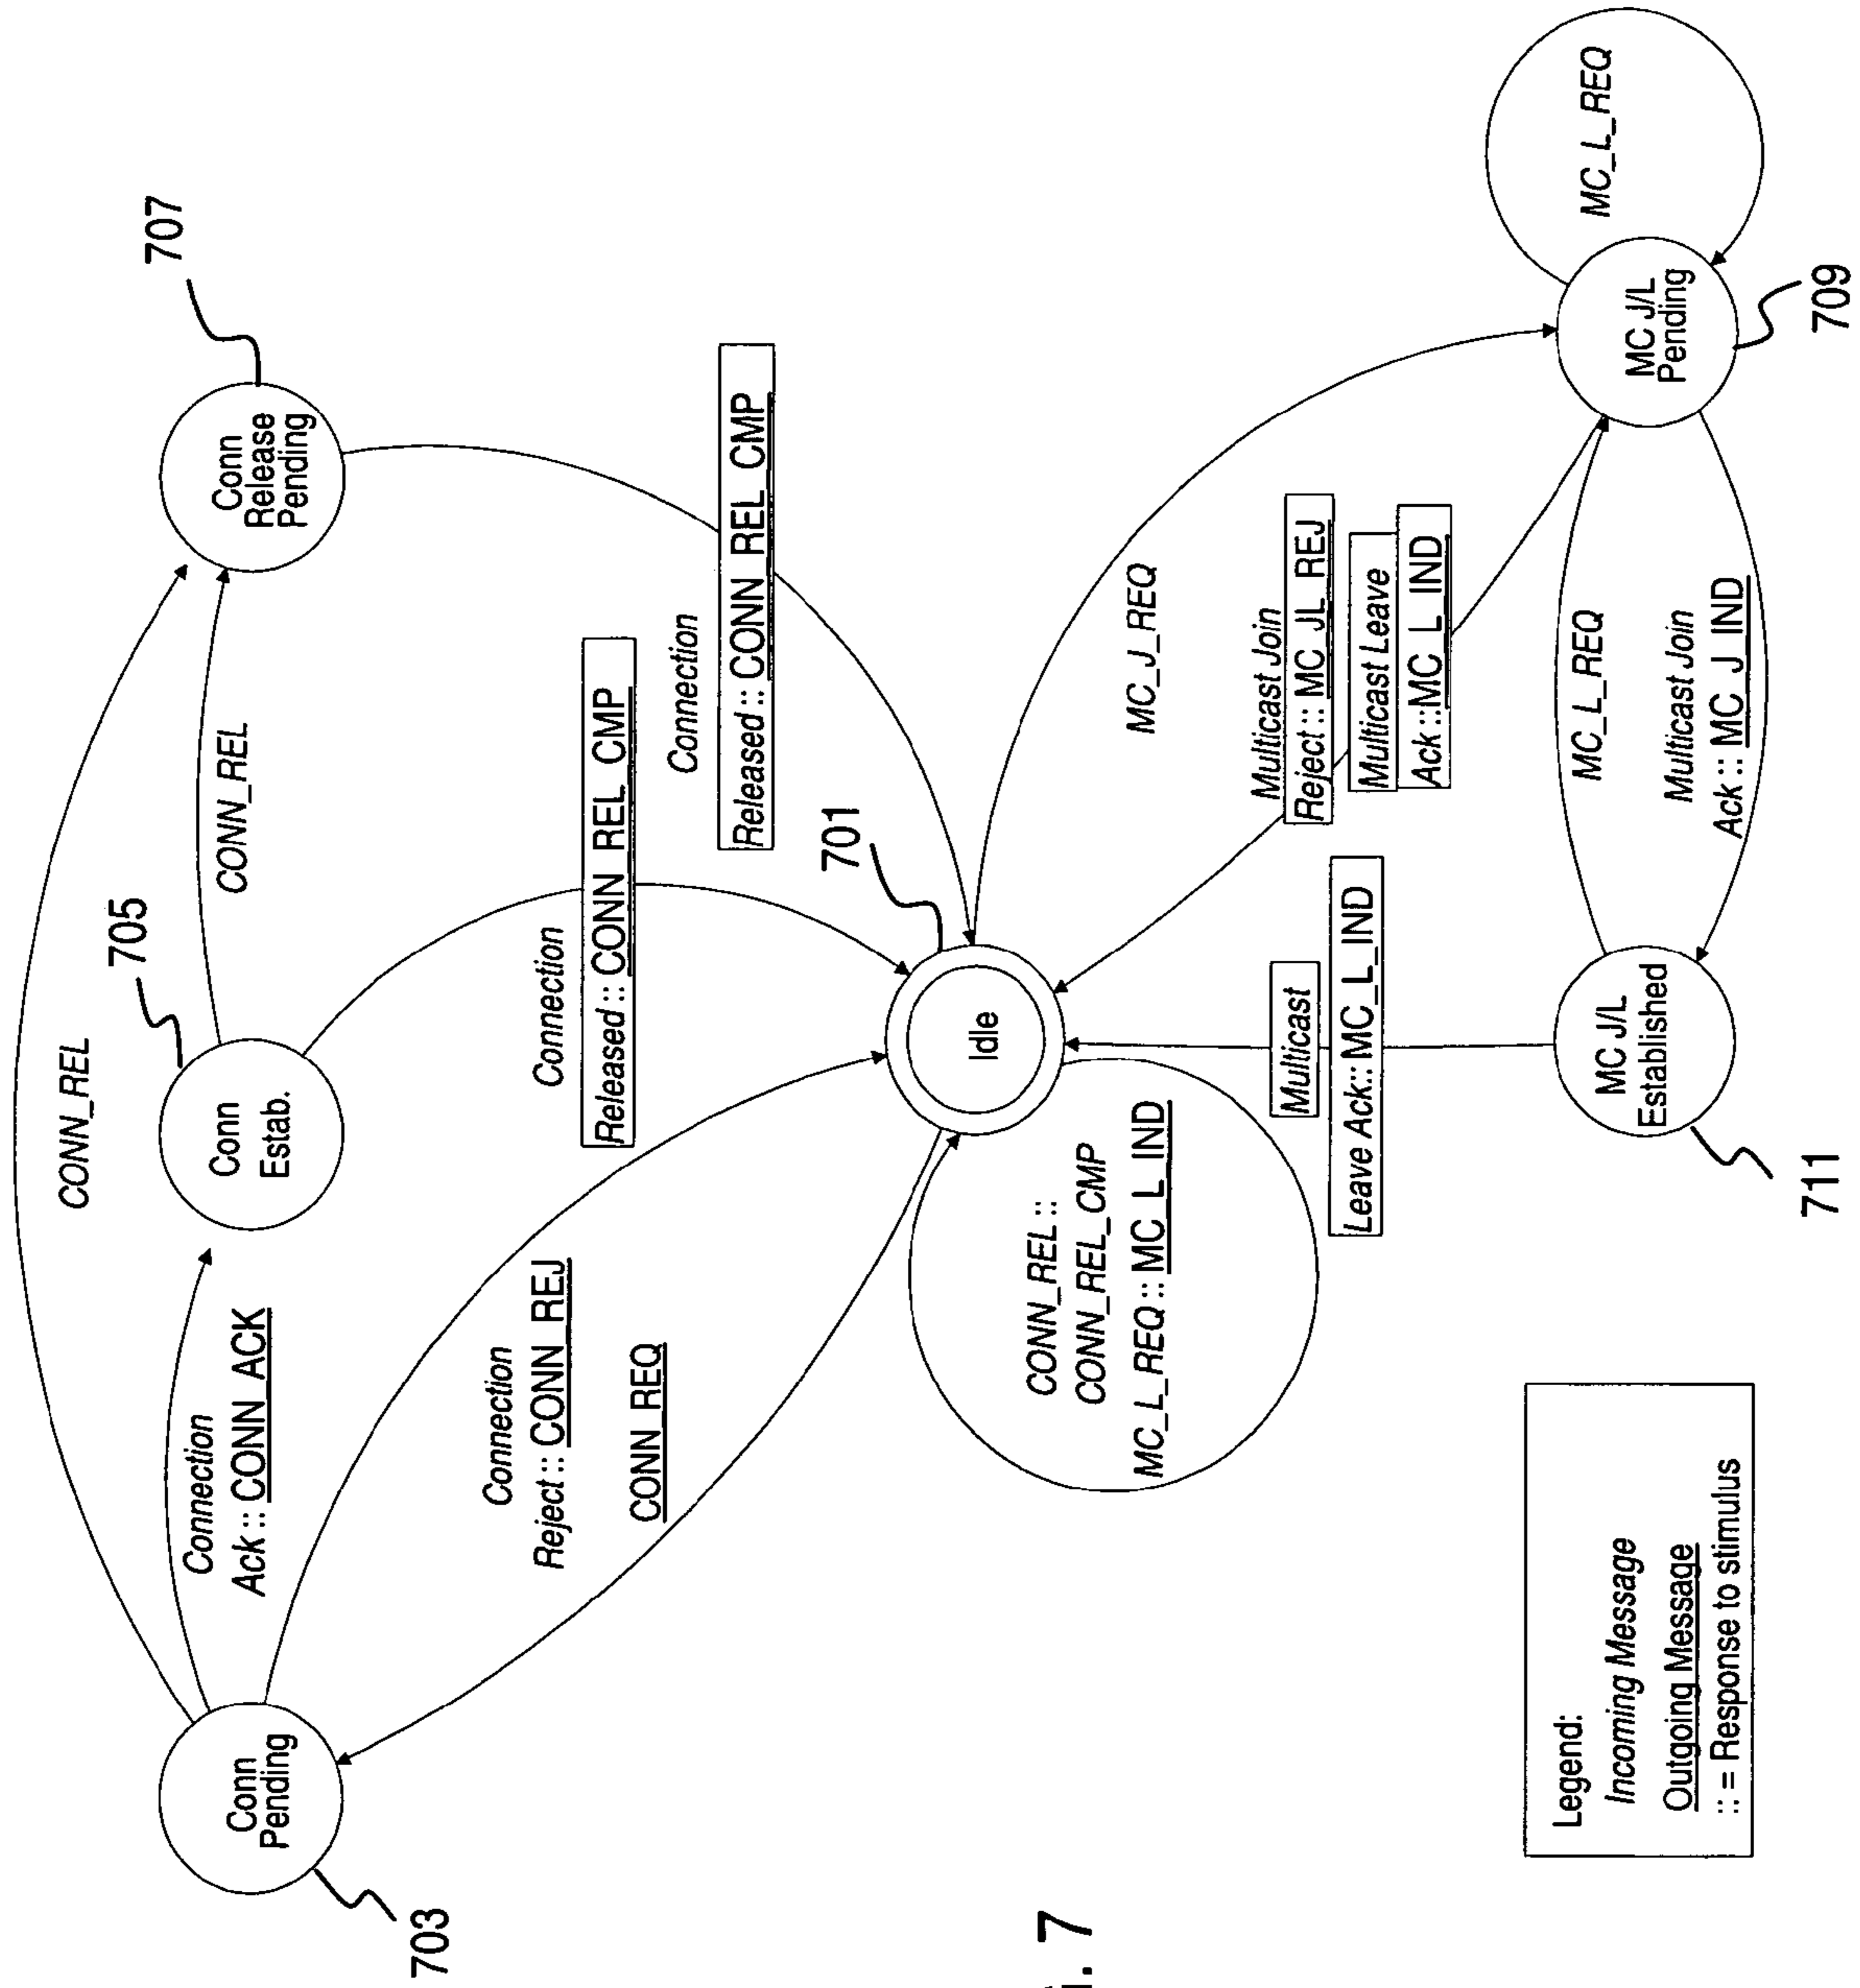 CONN_REL
703
Conn
Pending
Connection
Ack :: CONN_ACK
705
Conn
Estab.
CONN_REL
707
Conn
Release
Pending
Connection
Reject :: CONN_REJ
CONN_REQ
Connection
Released :: CONN_REL_CMP
Connection
Released :: CONN_REL_CMP
701
Idle
CONN_REL::
CONN_REL_CMP
MC_L_REQ :: MC_L_IND
MC_J_REQ
Multicast Join
Reject :: MC_JL_REJ
Multicast Leave
Ack ::MC_L_IND
Multicast
Leave Ack:: MC_L_IND
MC_L_REQ
Multicast Join
Ack :: MC_J_IND
MC J/L
Established
711
MC J/L
Pending
709
MC_L_REQ
Legend:
Incoming Message
Outgoing Message
:: = Response to stimulus
. 7